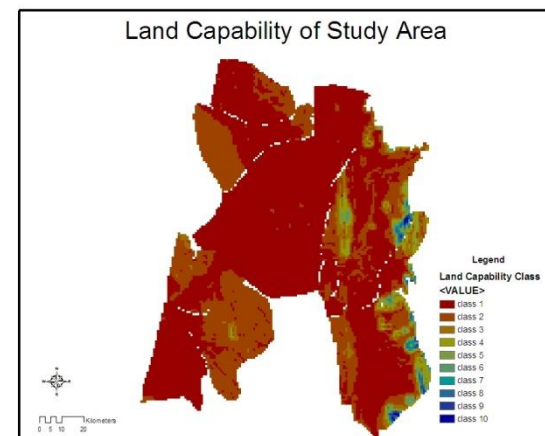 Land Capability of Study Area
Legend
Land Capability Class
<VALUE>
class 1
class 2
class 3
class 4
class 5
class 6
class 7
class 8
class 9
class 10
0 5 10 20 Kilometers